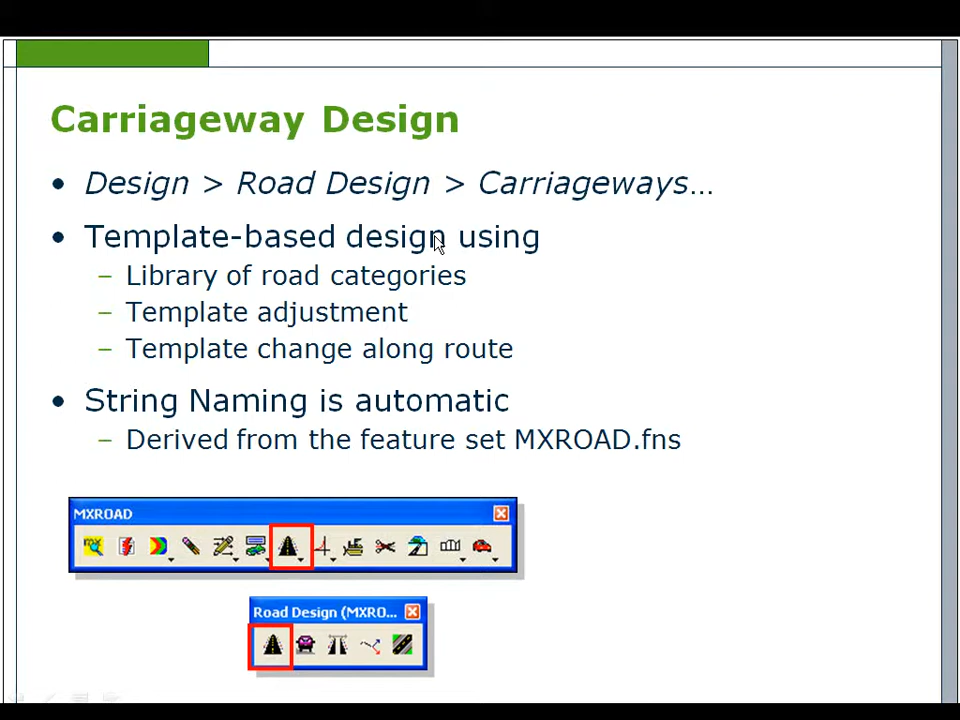 Carriageway Design
• Design > Road Design > Carriageways…
• Template-based design using
– Library of road categories
– Template adjustment
– Template change along route
• String Naming is automatic
– Derived from the feature set MXROAD.fns
MXROAD
Road Design (MXRO...